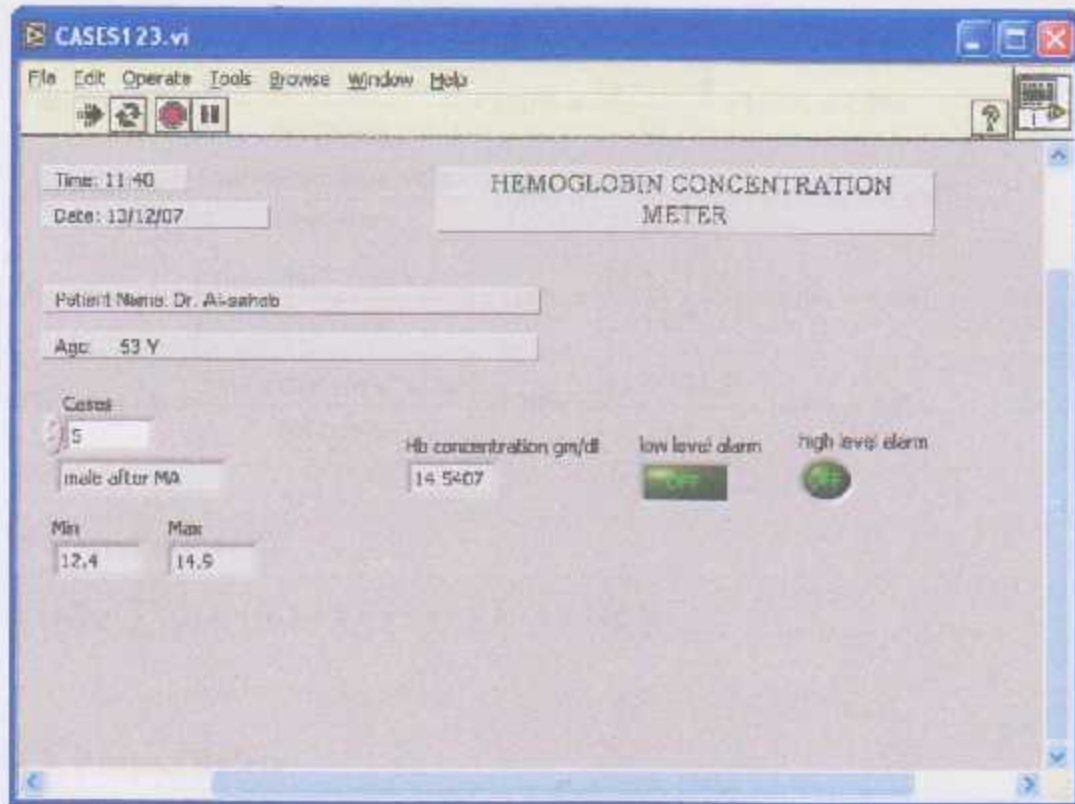 CASES123.vi
File Edit Operate Tools Browse Window Help
Time: 11:40
Date: 13/12/07
HEMOGLOBIN CONCENTRATION
METER
Patient Name: Dr.
Age: 53 Y
Cases
5
male after MA
Hb concentration gm/dl
14.5407
low level alarm
OFF
high level alarm
OFF
Min
12.4
Max
14.9